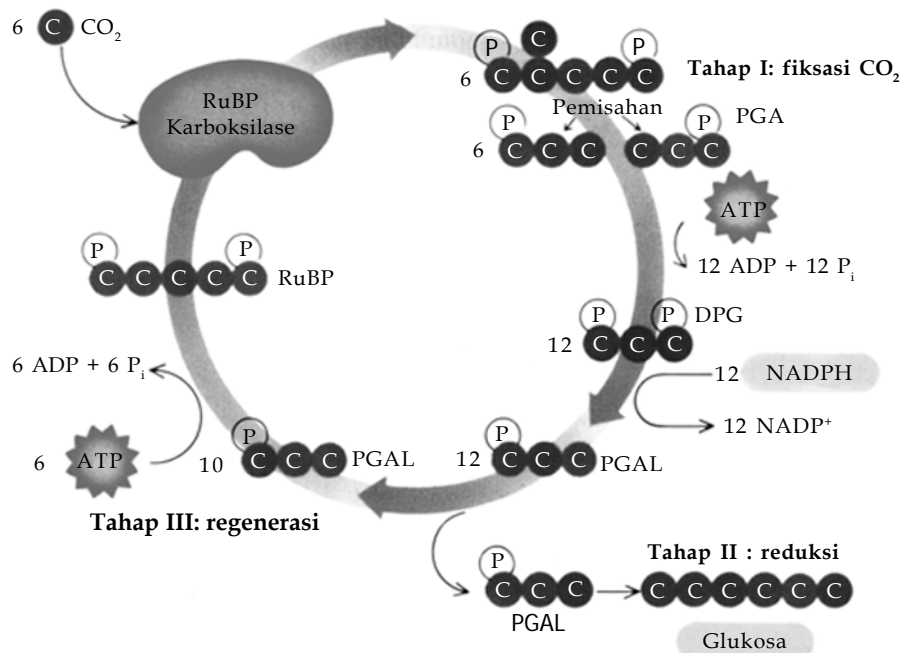 6 C CO₂
RuBP
Karboksilase
P C P
6 C C C C C
Tahap I: fiksasi CO₂
Pemisahan
P P PGA
6 C C C C C C
ATP
12 ADP + 12 Pᵢ
P P DPG
12 C C C
12 NADPH
12 NADP⁺
P
12 C C C PGAL
P
10 C C C PGAL
P P
C C C C C RuBP
6 ADP + 6 Pᵢ
6 ATP
Tahap III: regenerasi
Tahap II : reduksi
P
C C C C C C C C C
PGAL
Glukosa